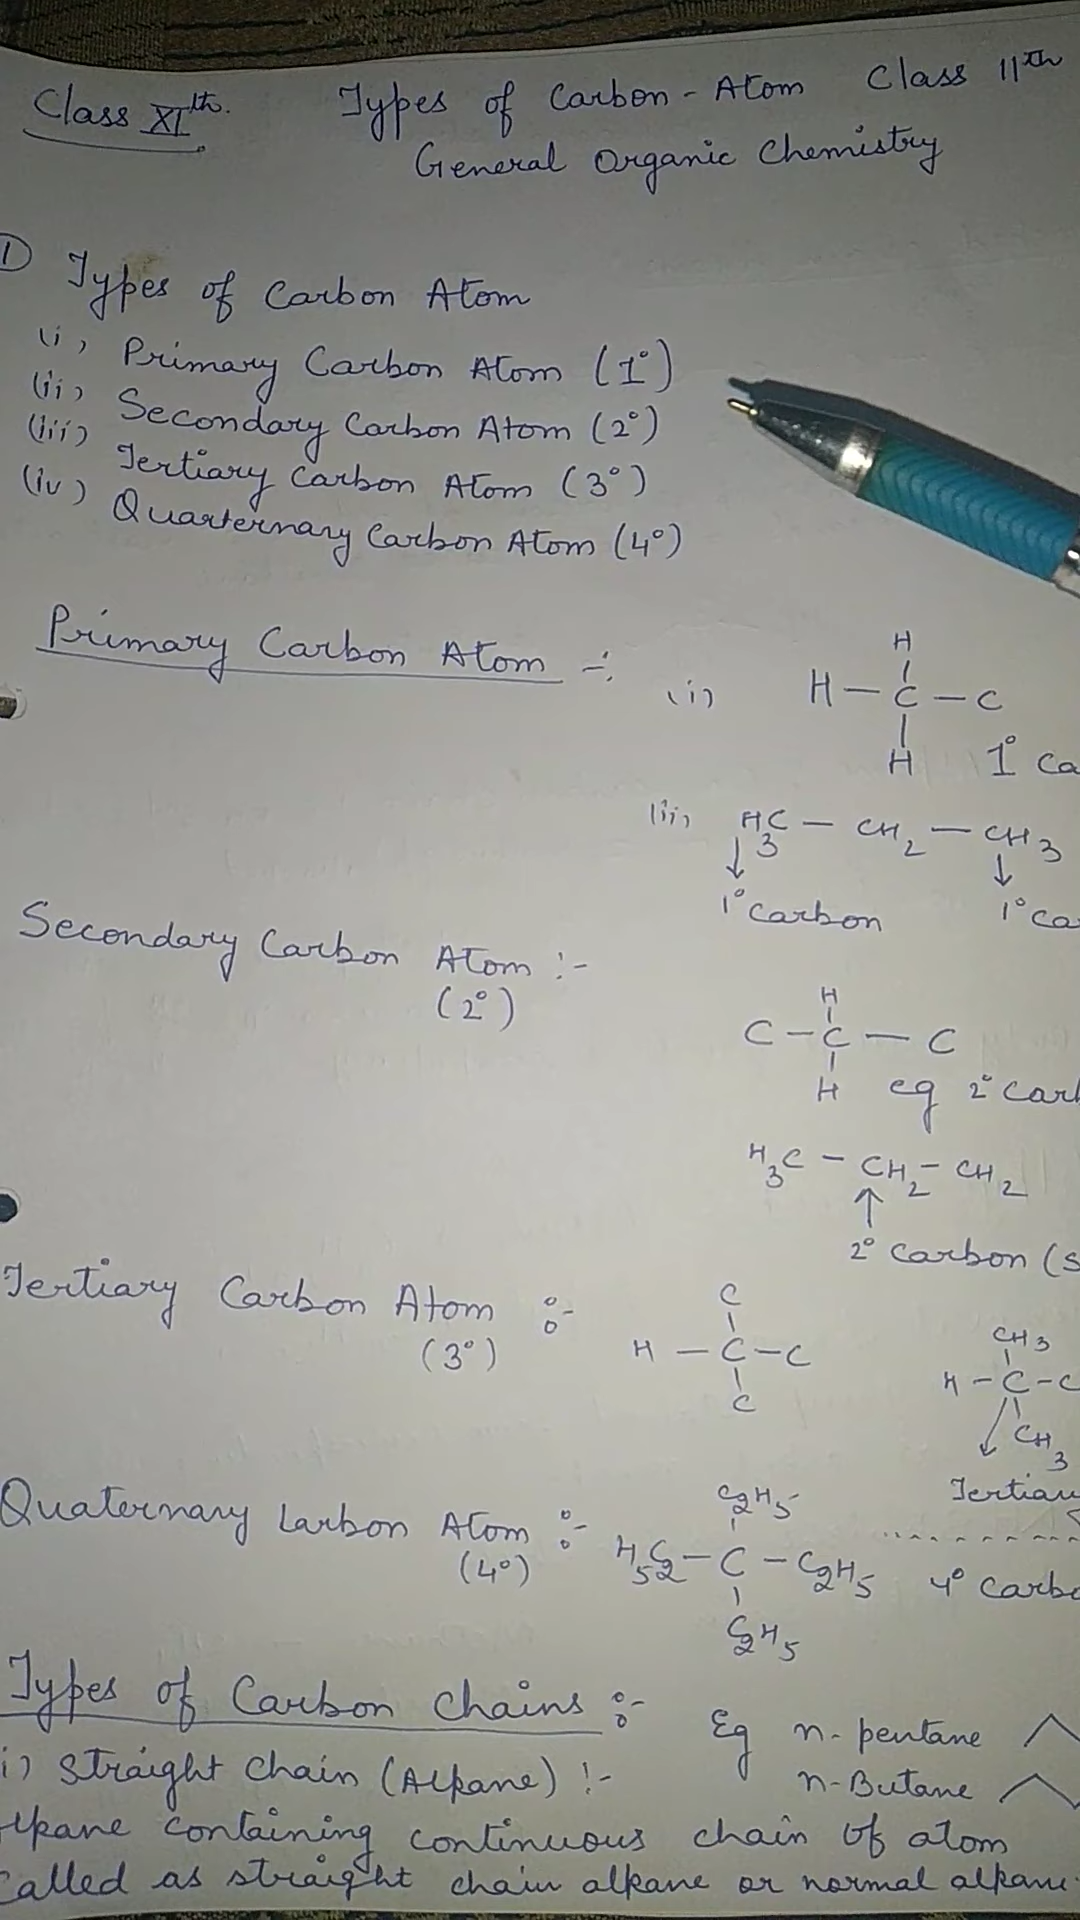 Class XIth. Types of Carbon - Atom Class 11th
General Organic Chemistry
1) Types of Carbon Atom
(i) Primary Carbon Atom (1°)
(ii) Secondary Carbon Atom (2°)
(iii) Tertiary Carbon Atom (3°)
(iv) Quarternary Carbon Atom (4°)
Primary Carbon Atom :-
H
(i) H - C - C
H 1° Ca
(ii) H3C - CH2 - CH3
1° Carbon 1° Ca
Secondary Carbon Atom :-
(2°)
H
C - C - C
H eg 2° Carb
H3C - CH2 - CH2
2° Carbon (S
Tertiary Carbon Atom :-
(3°)
C
H - C - C
C
CH3
H - C - C
CH3
Tertiary
Quaternary Carbon Atom :-
(4°)
C2H5
H5C2 - C - C2H5 4° Carbo
C2H5
Types of Carbon Chains :-
Eg n-pentane
i) Straight Chain (Alkane) :-
n-Butane
lkane containing continuous chain of atom
called as straight chain alkane or normal alkane